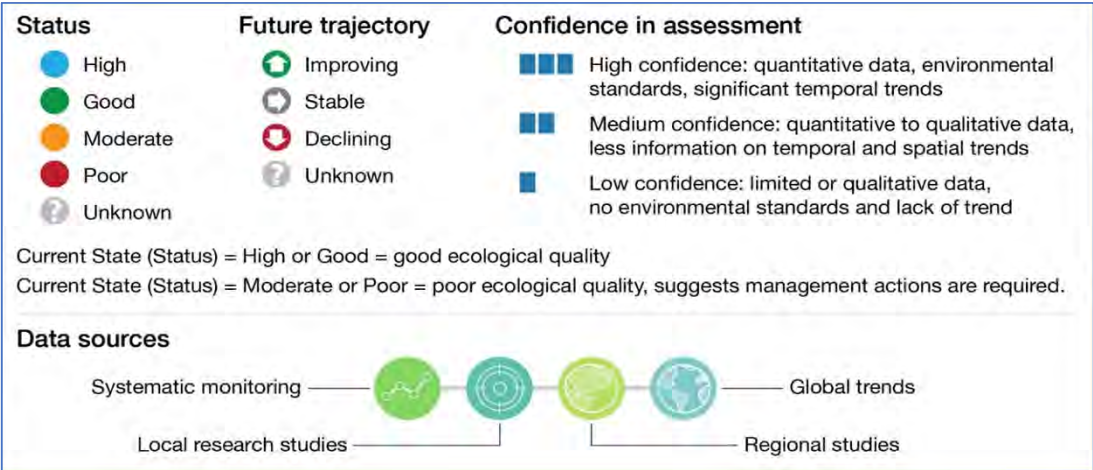 Status
High
Good
Moderate
Poor
? Unknown
Future trajectory
Improving
Stable
Declining
? Unknown
Confidence in assessment
High confidence: quantitative data, environmental
standards, significant temporal trends
Medium confidence: quantitative to qualitative data,
less information on temporal and spatial trends
Low confidence: limited or qualitative data,
no environmental standards and lack of trend
Current State (Status) = High or Good = good ecological quality
Current State (Status) = Moderate or Poor = poor ecological quality, suggests management actions are required.
Data sources
Systematic monitoring
Global trends
Local research studies
Regional studies